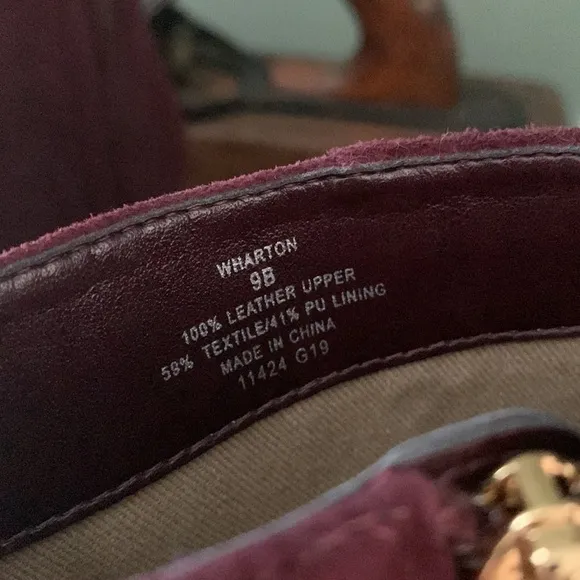 WHARTON
9B
100% LEATHER UPPER
59% TEXTILE/41% PU LINING
MADE IN CHINA
11424 G19